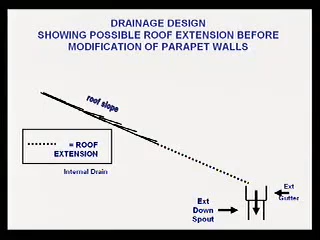 DRAINAGE DESIGN
SHOWING POSSIBLE ROOF EXTENSION BEFORE
MODIFICATION OF PARAPET WALLS
roof slope
= ROOF
EXTENSION
Internal Drain
Ext
Gutter
Ext
Down
Spout